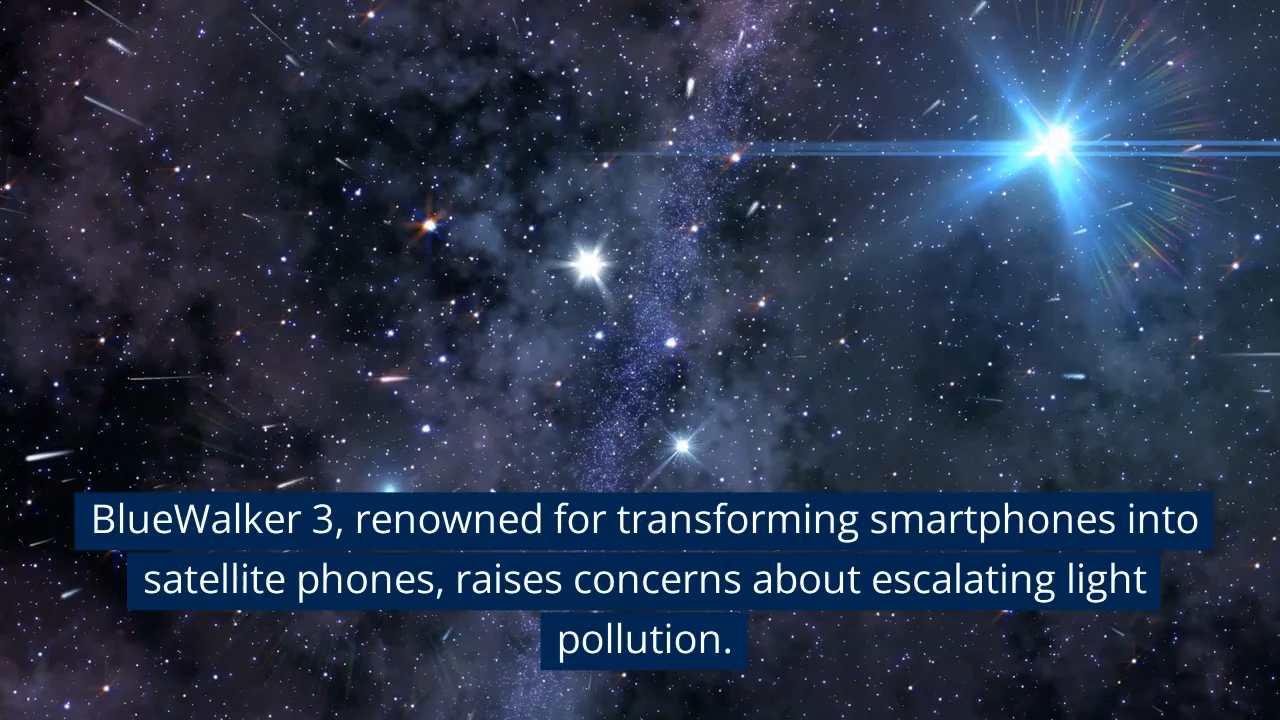 BlueWalker 3, renowned for transforming smartphones into
satellite phones, raises concerns about escalating light
pollution.